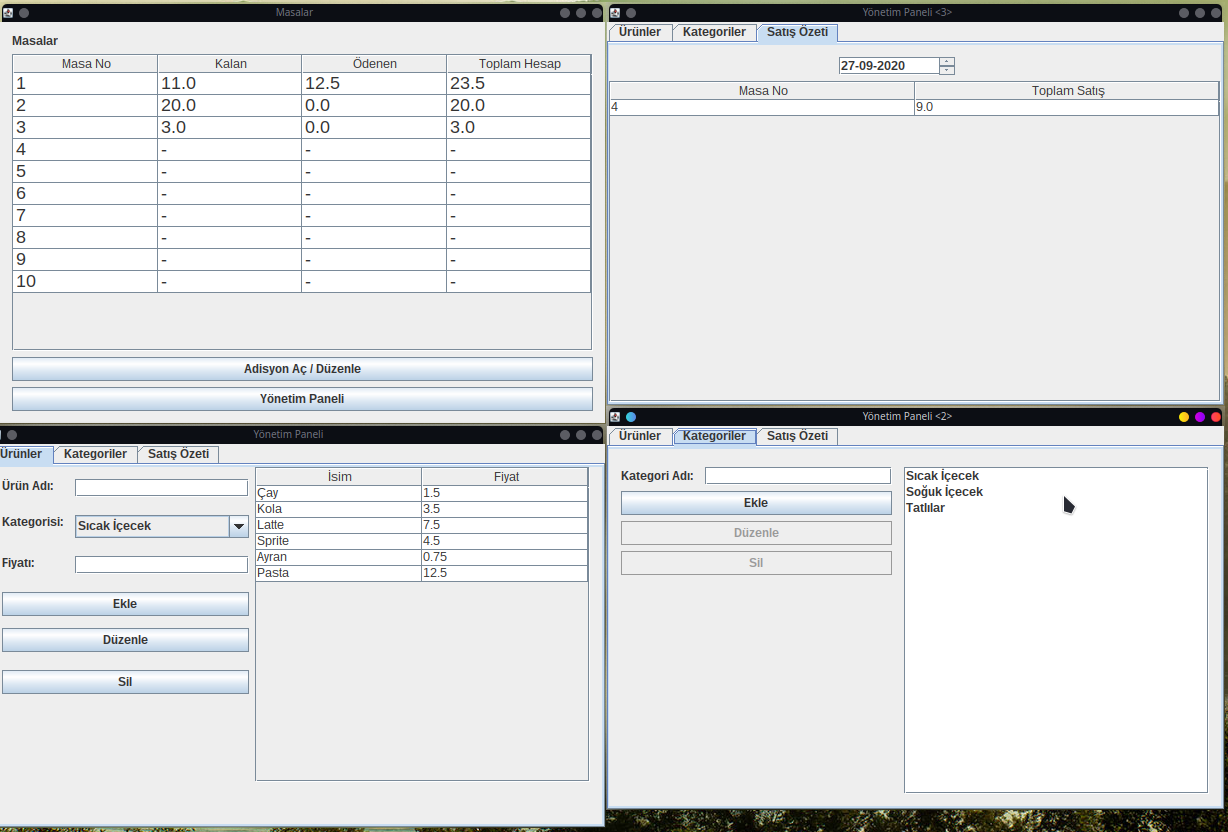 Masalar
Masalar
Masa No Kalan Ödenen Toplam Hesap
1 11.0 12.5 23.5
2 20.0 0.0 20.0
3 3.0 0.0 3.0
4 - - -
5 - - -
6 - - -
7 - - -
8 - - -
9 - - -
10 - - -
Adisyon Aç / Düzenle
Yönetim Paneli
Yönetim Paneli <3>
Ürünler Kategoriler Satış Özeti
27-09-2020
Masa No Toplam Satış
4 9.0
Yönetim Paneli
Ürünler Kategoriler Satış Özeti
Ürün Adı:
Kategorisi: Sıcak İçecek
Fiyatı:
Ekle
Düzenle
Sil
İsim Fiyat
Çay 1.5
Kola 3.5
Latte 7.5
Sprite 4.5
Ayran 0.75
Pasta 12.5
Yönetim Paneli <2>
Ürünler Kategoriler Satış Özeti
Kategori Adı:
Ekle
Düzenle
Sil
Sıcak İçecek
Soğuk İçecek
Tatlılar